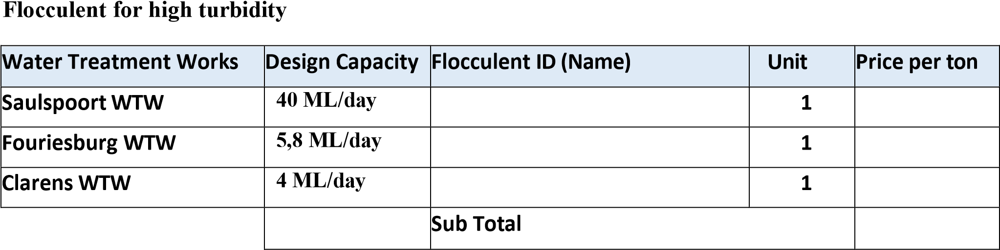 Flocculent for high turbidity
Water Treatment Works Design Capacity Flocculent ID (Name) Unit Price per ton
Saulspoort WTW 40 ML/day 1
Fouriesburg WTW 5,8 ML/day 1
Clarens WTW 4 ML/day 1
Sub Total